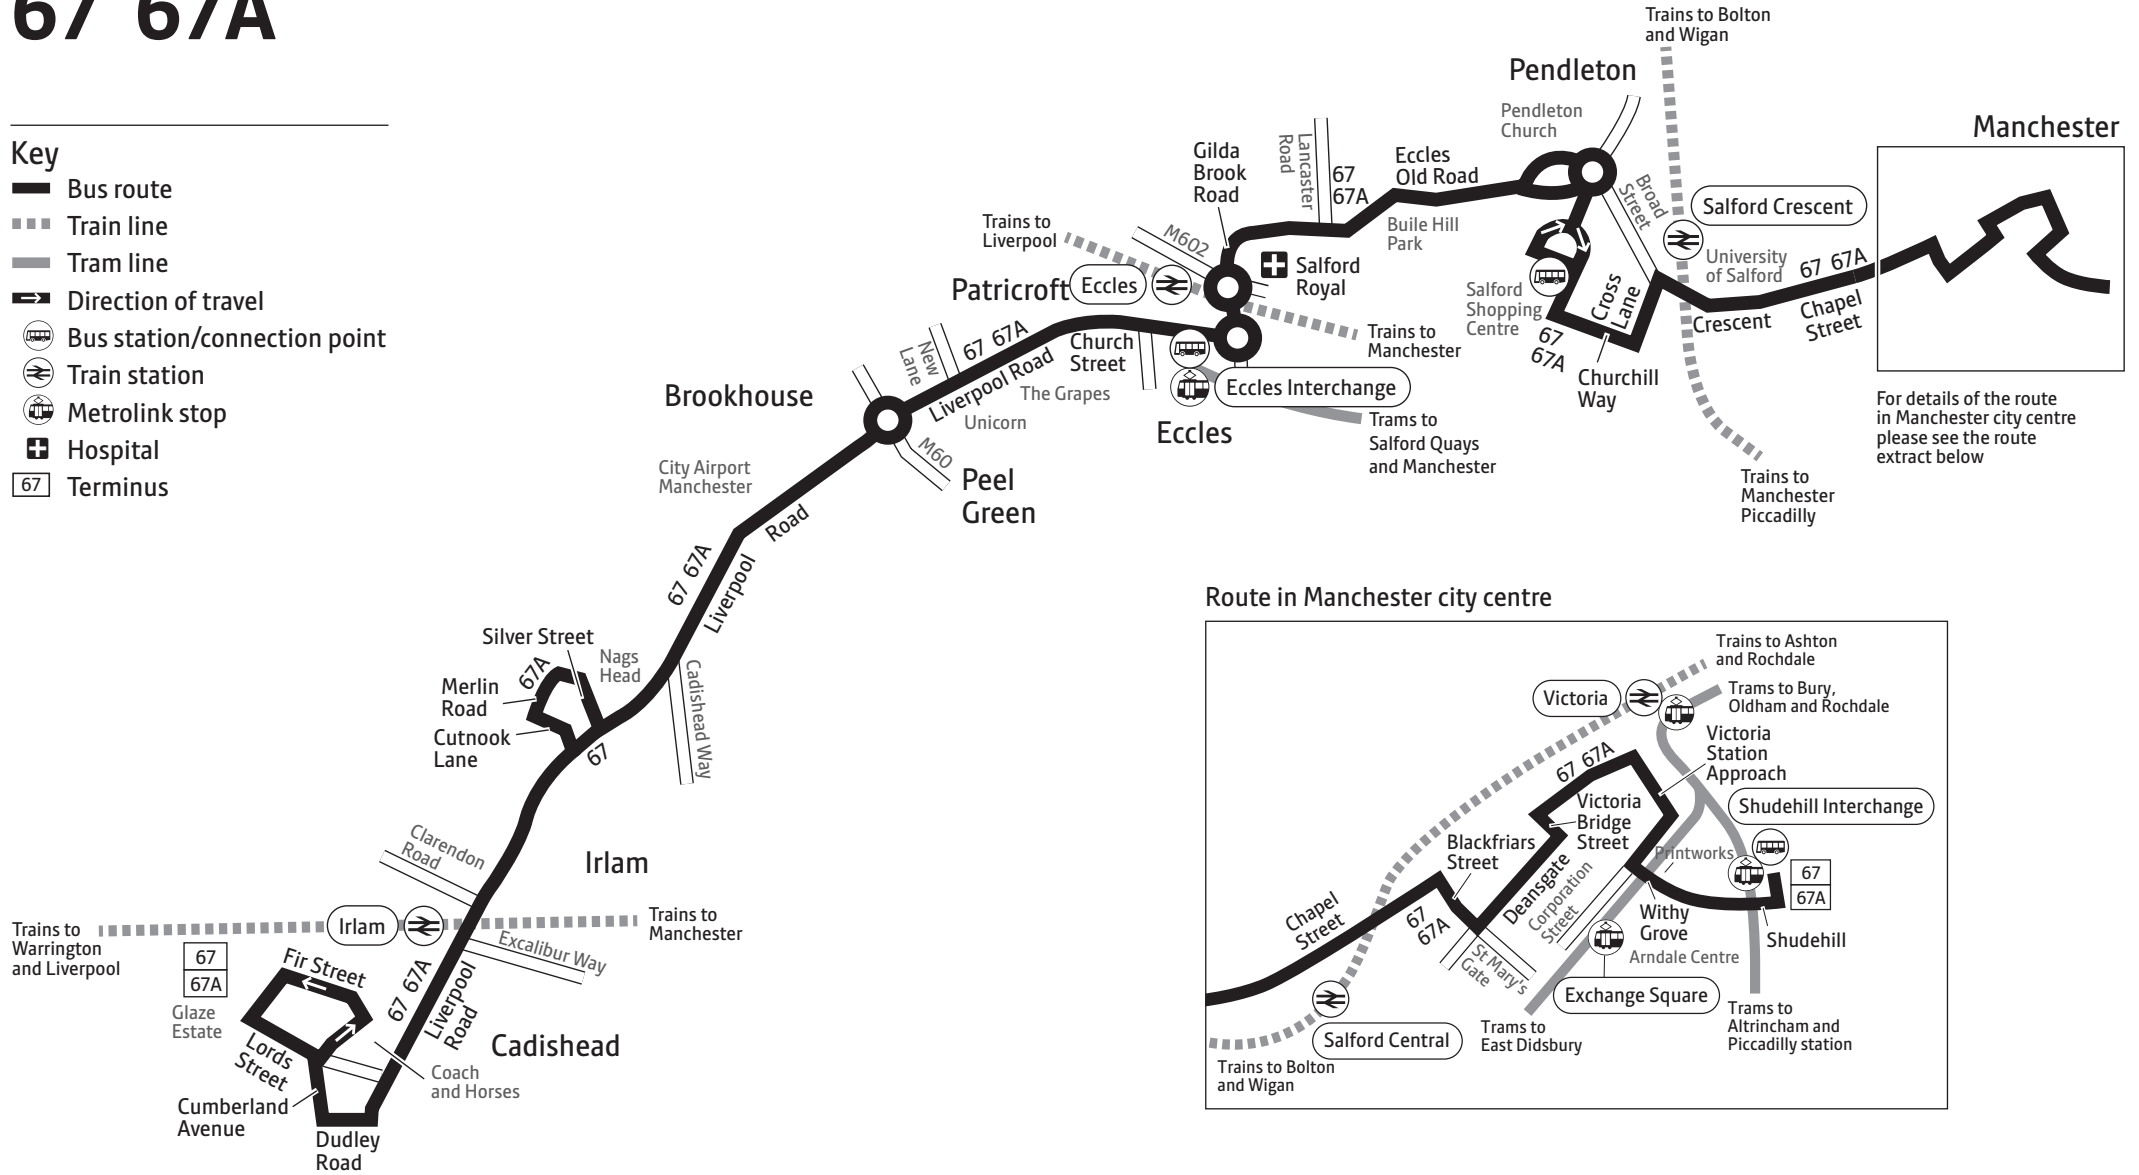 67 67A
Key
Bus route
Train line
Tram line
Direction of travel
Bus station/connection point
Train station
Metrolink stop
Hospital
67
Terminus
Trains to Bolton
and Wigan
Pendleton
Pendleton
Church
Manchester
Gilda
Brook
Road
Lancaster
Road
67
67A
Eccles
Old Road
Broad
Street
Salford Crescent
Trains to
Liverpool
M602
Buile Hill
Park
University
of Salford
67 67A
Chapel
Street
Patricroft
Eccles
Salford
Royal
Salford
Shopping
Centre
Cross
Lane
Crescent
67
67A
Churchill
Way
New
Lane
67 67A
Liverpool Road
Church
Street
Trains to
Manchester
The Grapes
Unicorn
Eccles Interchange
Eccles
Trams to
Salford Quays
and Manchester
Trains to
Manchester
Piccadilly
For details of the route
in Manchester city centre
please see the route
extract below
Brookhouse
City Airport
Manchester
M60
Peel
Green
Road
67 67A
Liverpool
Silver Street
Nags
Head
67A
Merlin
Road
Cutnook
Lane
67
Cadishead Way
Clarendon
Road
Irlam
Trains to
Warrington
and Liverpool
Irlam
Trains to
Manchester
Excalibur Way
67
67A
Glaze
Estate
Fir Street
67 67A
Liverpool
Road
Cadishead
Lords
Street
Coach
and Horses
Cumberland
Avenue
Dudley
Road
Route in Manchester city centre
Trains to Ashton
and Rochdale
Victoria
Trams to Bury,
Oldham and Rochdale
Victoria
Station
Approach
67 67A
Victoria
Bridge
Street
Shudehill Interchange
Blackfriars
Street
Printworks
67
67A
Deansgate
Corporation
Street
Chapel
Street
67
67A
Withy
Grove
Shudehill
St Mary's
Gate
Arndale Centre
Exchange Square
Salford Central
Trams to
East Didsbury
Trams to
Altrincham and
Piccadilly station
Trains to Bolton
and Wigan